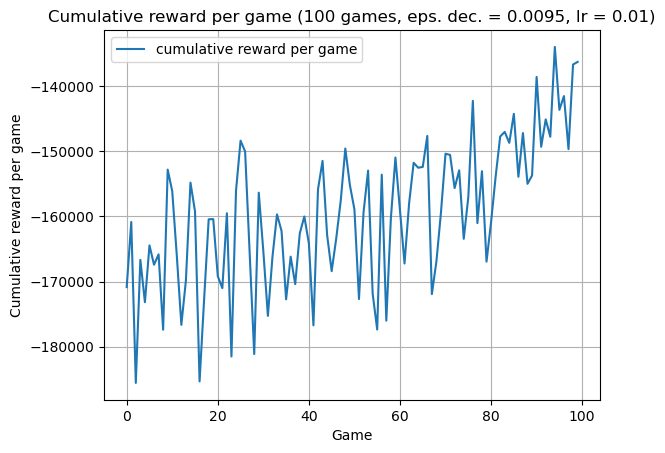 Cumulative reward per game (100 games, eps. dec. = 0.0095, lr = 0.01)
cumulative reward per game
−140000
−150000
−160000
−170000
−180000
Cumulative reward per game
0
20
40
60
80
100
Game